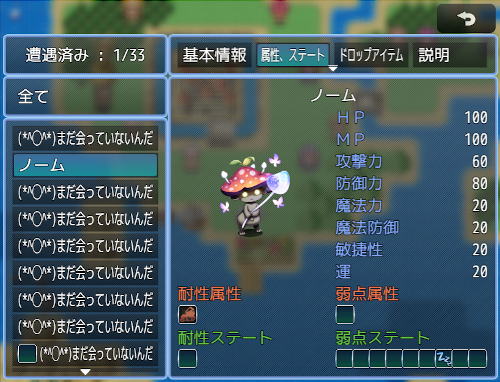 遭遇済み : 1/33
基本情報
属性、ステート
ドロップアイテム
説明
全て
(*^◯^*)まだ会っていないんだ
ノーム
(*^◯^*)まだ会っていないんだ
(*^◯^*)まだ会っていないんだ
(*^◯^*)まだ会っていないんだ
(*^◯^*)まだ会っていないんだ
(*^◯^*)まだ会っていないんだ
(*^◯^*)まだ会っていないんだ
(*^◯^*)まだ会っていないんだ
ノーム
ＨＰ 100
ＭＰ 100
攻撃力 60
防御力 80
魔法力 20
魔法防御 20
敏捷性 20
運 20
耐性属性
弱点属性
耐性ステート
弱点ステート